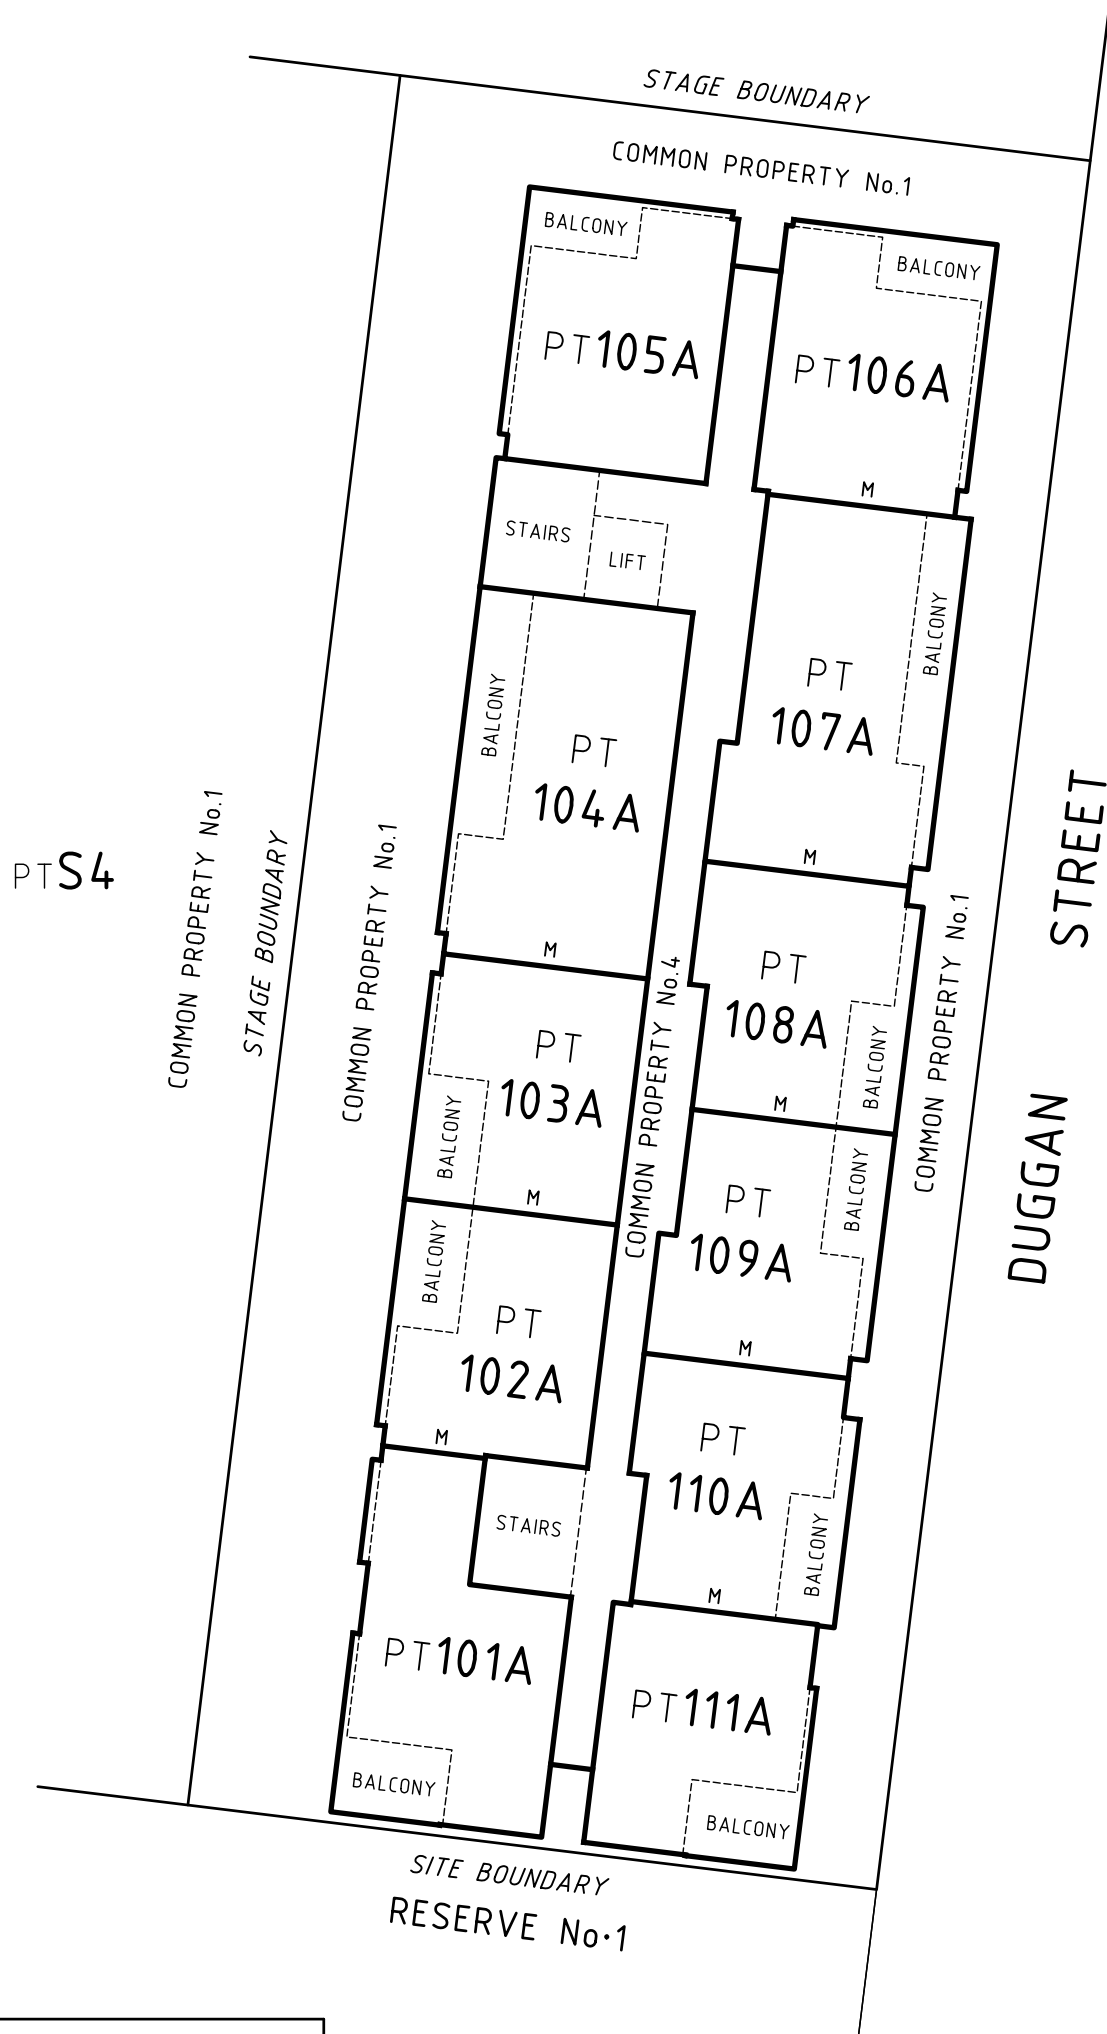 STAGE BOUNDARY
COMMON PROPERTY No.1
BALCONY
BALCONY
PT105A
PT106A
M
STAIRS
LIFT
BALCONY
BALCONY
PT
107A
PT
104A
STREET
COMMON PROPERTY No.1
STAGE BOUNDARY
COMMON PROPERTY No.1
PTS4
M
M
COMMON PROPERTY No.4
COMMON PROPERTY No.1
PT
108A
BALCONY
PT
103A
BALCONY
M
M
DUGGAN
BALCONY
PT
109A
BALCONY
PT
102A
M
M
PT
110A
BALCONY
STAIRS
M
PT101A
PT111A
BALCONY
BALCONY
SITE BOUNDARY
RESERVE No·1